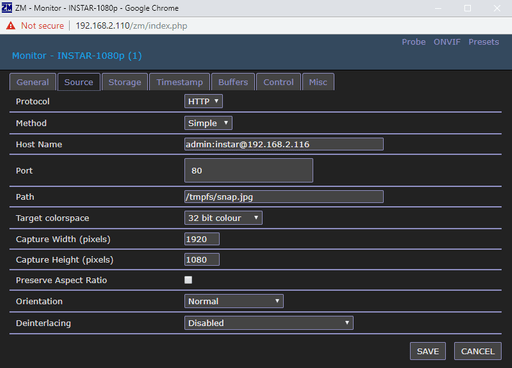 ZM - Monitor - INSTAR-1080p - Google Chrome
Not secure | 192.168.2.110/zm/index.php
Probe ONVIF Presets
Monitor - INSTAR-1080p (1)
General Source Storage Timestamp Buffers Control Misc
Protocol HTTP
Method Simple
Host Name admin:instar@192.168.2.116
Port 80
Path /tmpfs/snap.jpg
Target colorspace 32 bit colour
Capture Width (pixels) 1920
Capture Height (pixels) 1080
Preserve Aspect Ratio
Orientation Normal
Deinterlacing Disabled
SAVE CANCEL